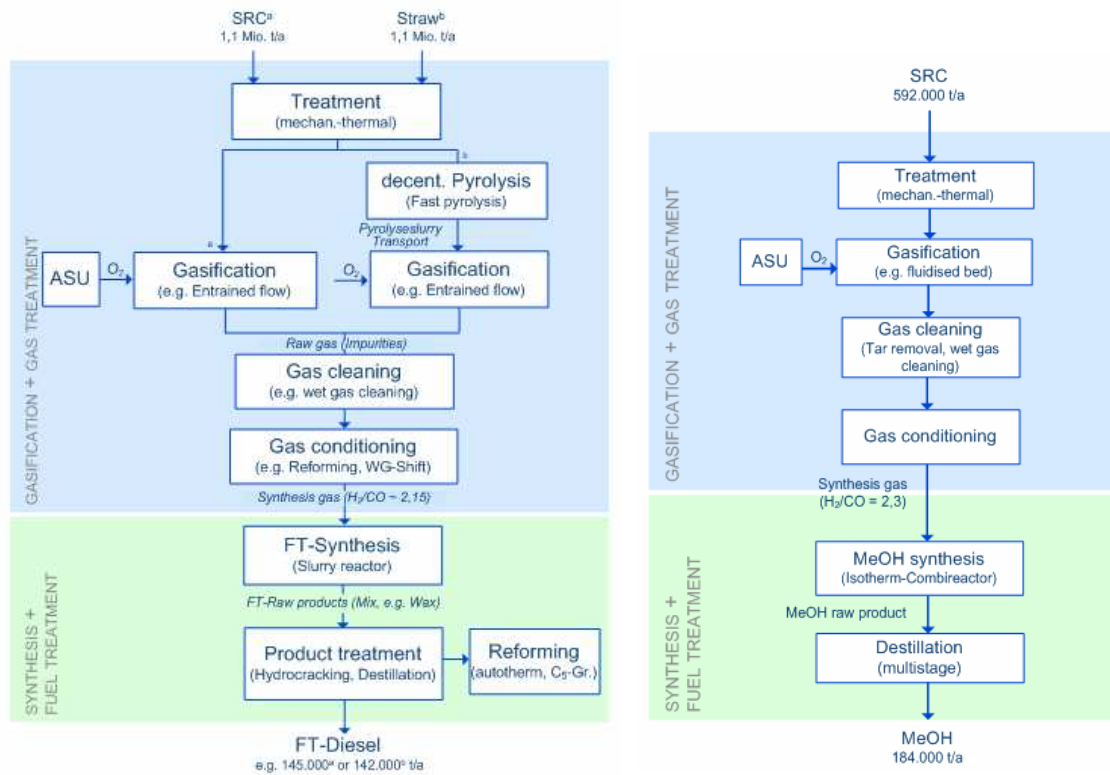 SRCᵃ
1,1 Mio. t/a
Strawᵇ
1,1 Mio. t/a
GASIFICATION + GAS TREATMENT
Treatment
(mechan.-thermal)
decent. Pyrolysis
(Fast pyrolysis)
Pyrolyseslurry
Transport
a
ASU
O₂
Gasification
(e.g. Entrained flow)
O₂
Gasification
(e.g. Entrained flow)
Raw gas (Impurities)
Gas cleaning
(e.g. wet gas cleaning)
Gas conditioning
(e.g. Reforming, WG-Shift)
Synthesis gas (H₂/CO ~ 2,15)
SYNTHESIS +
FUEL TREATMENT
FT-Synthesis
(Slurry reactor)
FT-Raw products (Mix, e.g. Wax)
Product treatment
(Hydrocracking, Destillation)
Reforming
(autotherm, C₅-Gr.)
FT-Diesel
e.g. 145.000ᵃ or 142.000ᵇ t/a
SRC
592.000 t/a
GASIFICATION + GAS TREATMENT
Treatment
(mechan.-thermal)
ASU
O₂
Gasification
(e.g. fluidised bed)
Gas cleaning
(Tar removal, wet gas
cleaning)
Gas conditioning
Synthesis gas
(H₂/CO = 2,3)
SYNTHESIS +
FUEL TREATMENT
MeOH synthesis
(Isotherm-Combireactor)
MeOH raw product
Destillation
(multistage)
MeOH
184.000 t/a